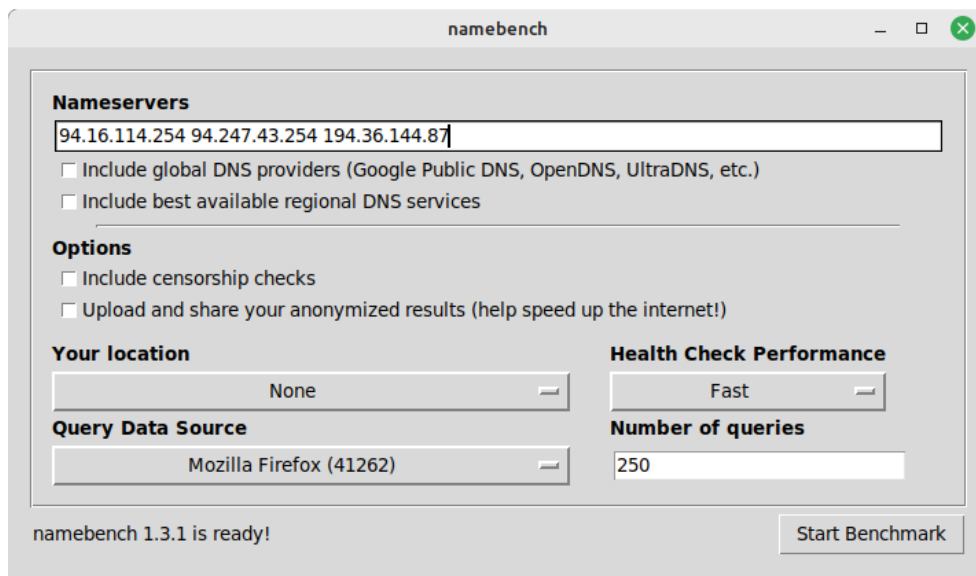 namebench
Nameservers
94.16.114.254 94.247.43.254 194.36.144.87
Include global DNS providers (Google Public DNS, OpenDNS, UltraDNS, etc.)
Include best available regional DNS services
Options
Include censorship checks
Upload and share your anonymized results (help speed up the internet!)
Your location
Health Check Performance
None
Fast
Query Data Source
Number of queries
Mozilla Firefox (41262)
250
namebench 1.3.1 is ready!
Start Benchmark